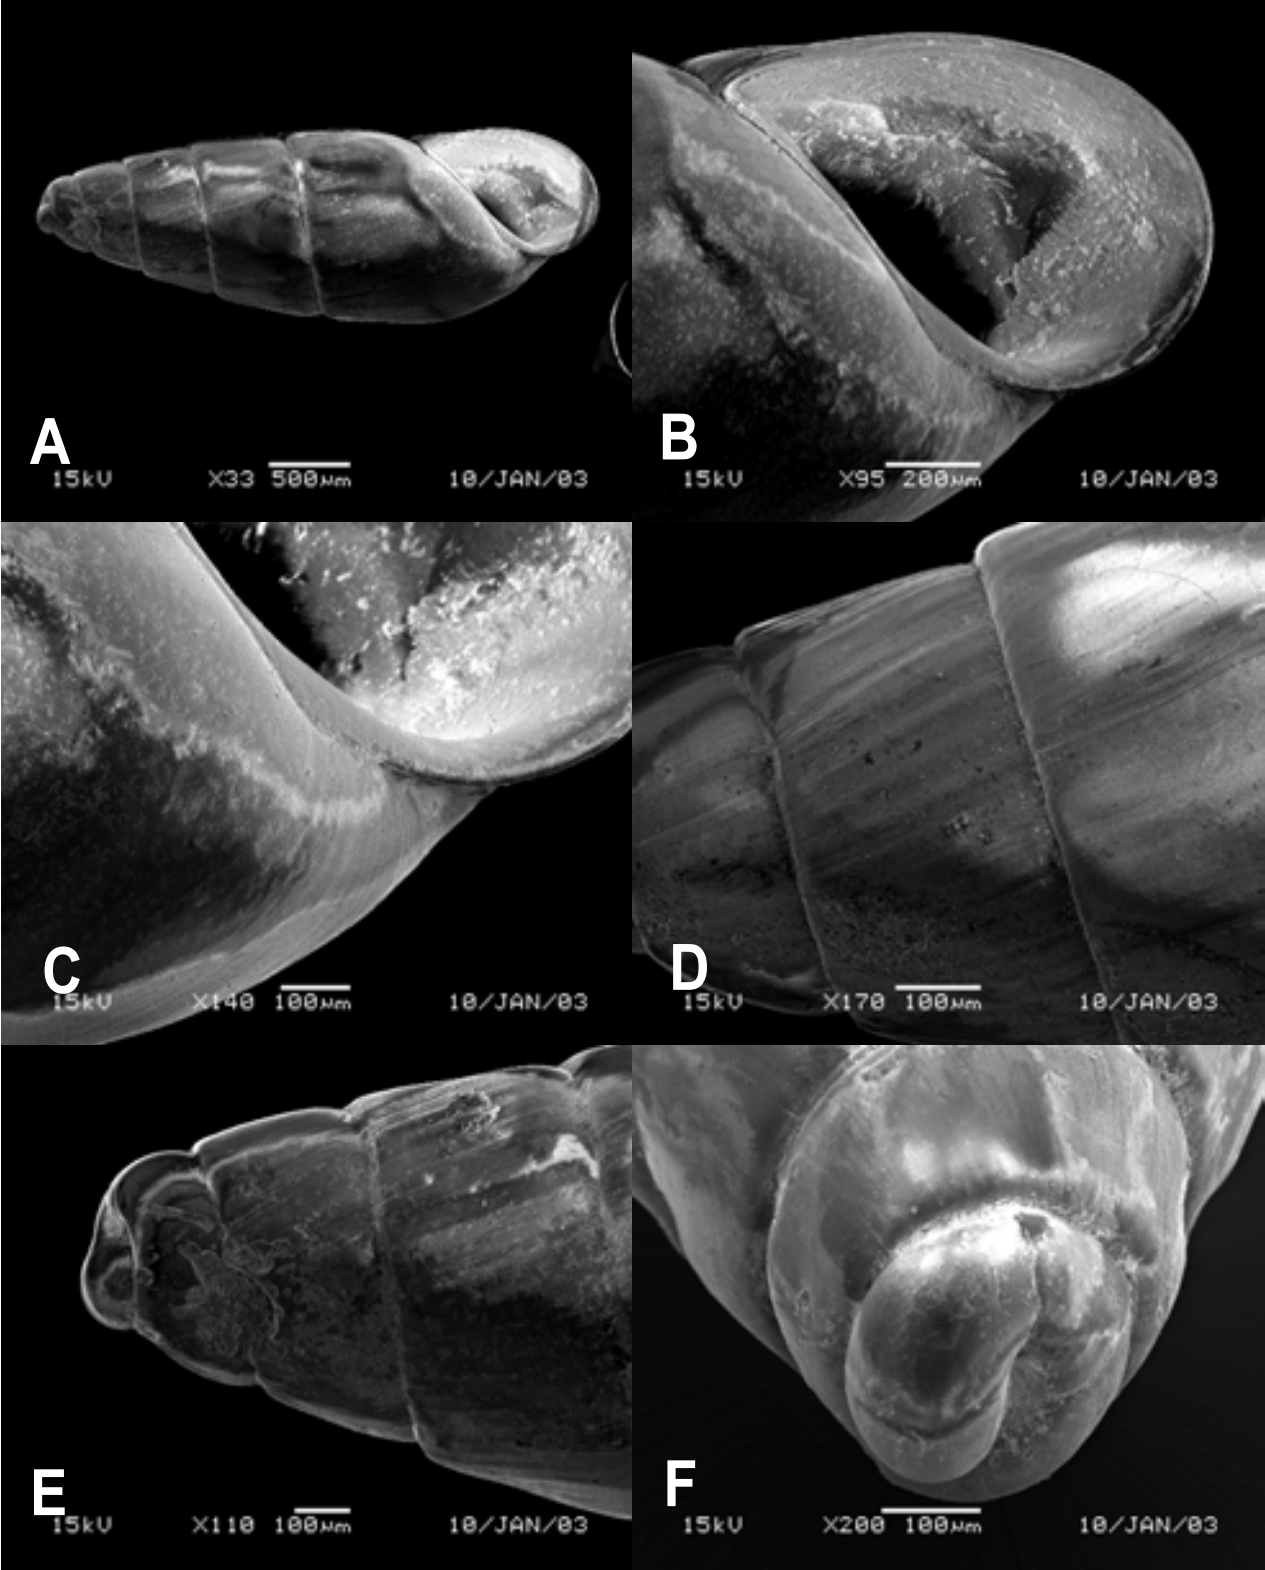 A
15kV X33 500µm 10/JAN/03
B
15kV X95 200µm 10/JAN/03
C
15kV X140 100µm 10/JAN/03
D
15kV X170 100µm 10/JAN/03
E
15kV X110 100µm 10/JAN/03
F
15kV X200 100µm 10/JAN/03